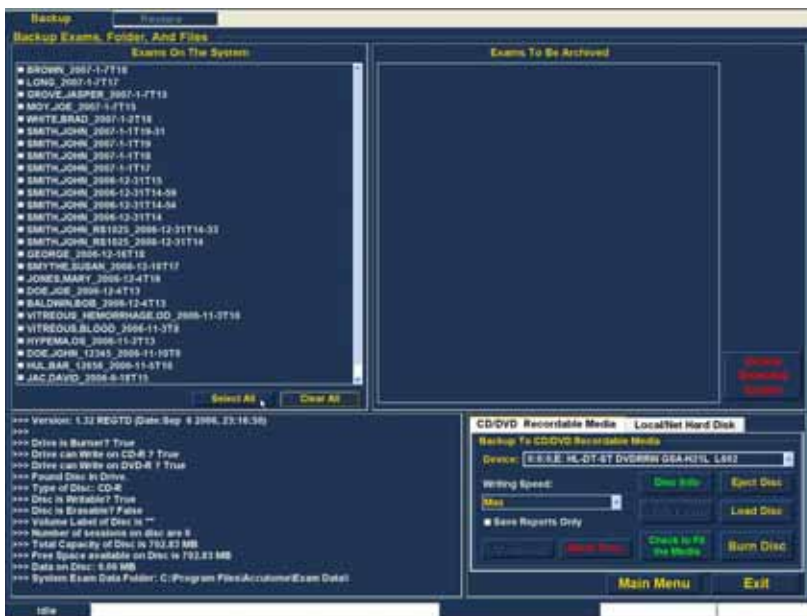 Backup
Restore
Backup Exams, Folder, And Files
Exams On The System
BROWN_2007-1-7T18
LONG_2007-1-7T17
GROVE,JASPER_2007-1-7T13
MOY,JOE_2007-1-7T15
WHITE,BRAD_2007-1-2T18
SMITH,JOHN_2007-1-1T19-31
SMITH,JOHN_2007-1-1T19
SMITH,JOHN_2007-1-1T18
SMITH,JOHN_2007-1-1T17
SMITH,JOHN_2006-12-31T15
SMITH,JOHN_2006-12-31T14-59
SMITH,JOHN_2006-12-31T14-54
SMITH,JOHN_2006-12-31T14
SMITH,JOHN_RS1025_2006-12-31T14-33
SMITH,JOHN_RS1025_2006-12-31T14
GEORGE_2006-12-16T18
SMYTHE,SUSAN_2006-12-10T17
JONES,MARY_2006-12-4T16
DOE,JOE_2006-12-4T13
BALDWIN,BOB_2006-12-4T13
VITREOUS_HEMORRHAGE,OD_2006-11-3T10
VITREOUS,BLOOD_2006-11-3T8
HYPEMA,OS_2006-11-3T13
DOE,JOHN_12345_2006-11-10T9
HUL,BAR_12656_2006-11-5T16
JAC,DAVID_2006-9-18T15
Select All
Clear All
Exams To Be Archived
>>> Version: 1.32 REGTD (Date:Sep 6 2006, 23:16:50)
>>>
>>> Drive is Burner? True
>>> Drive can Write on CD-R ? True
>>> Drive can Write on DVD-R ? True
>>> Found Disc In Drive.
>>> Type of Disc: CD-R
>>> Disc is Writable? True
>>> Disc is Erasable? False
>>> Volume Label of Disc is ""
>>> Number of sessions on disc are 0
>>> Total Capacity of Disc is 702.83 MB
>>> Free Space available on Disc is 702.83 MB
>>> Data on Disc: 0.00 MB
>>> System Exam Data Folder: C:\Program Files\Accutome\Exam Data\
CD/DVD Recordable Media
Local/Net Hard Disk
Backup To CD/DVD Recordable Media
Device:
HL-DT-ST DVDRRW GSA-H21L
Writing Speed:
Max
Save Reports Only
Disc Info
Eject Disc
Load Disc
Check to Fit the Media
Burn Disc
Main Menu
Exit
Idle